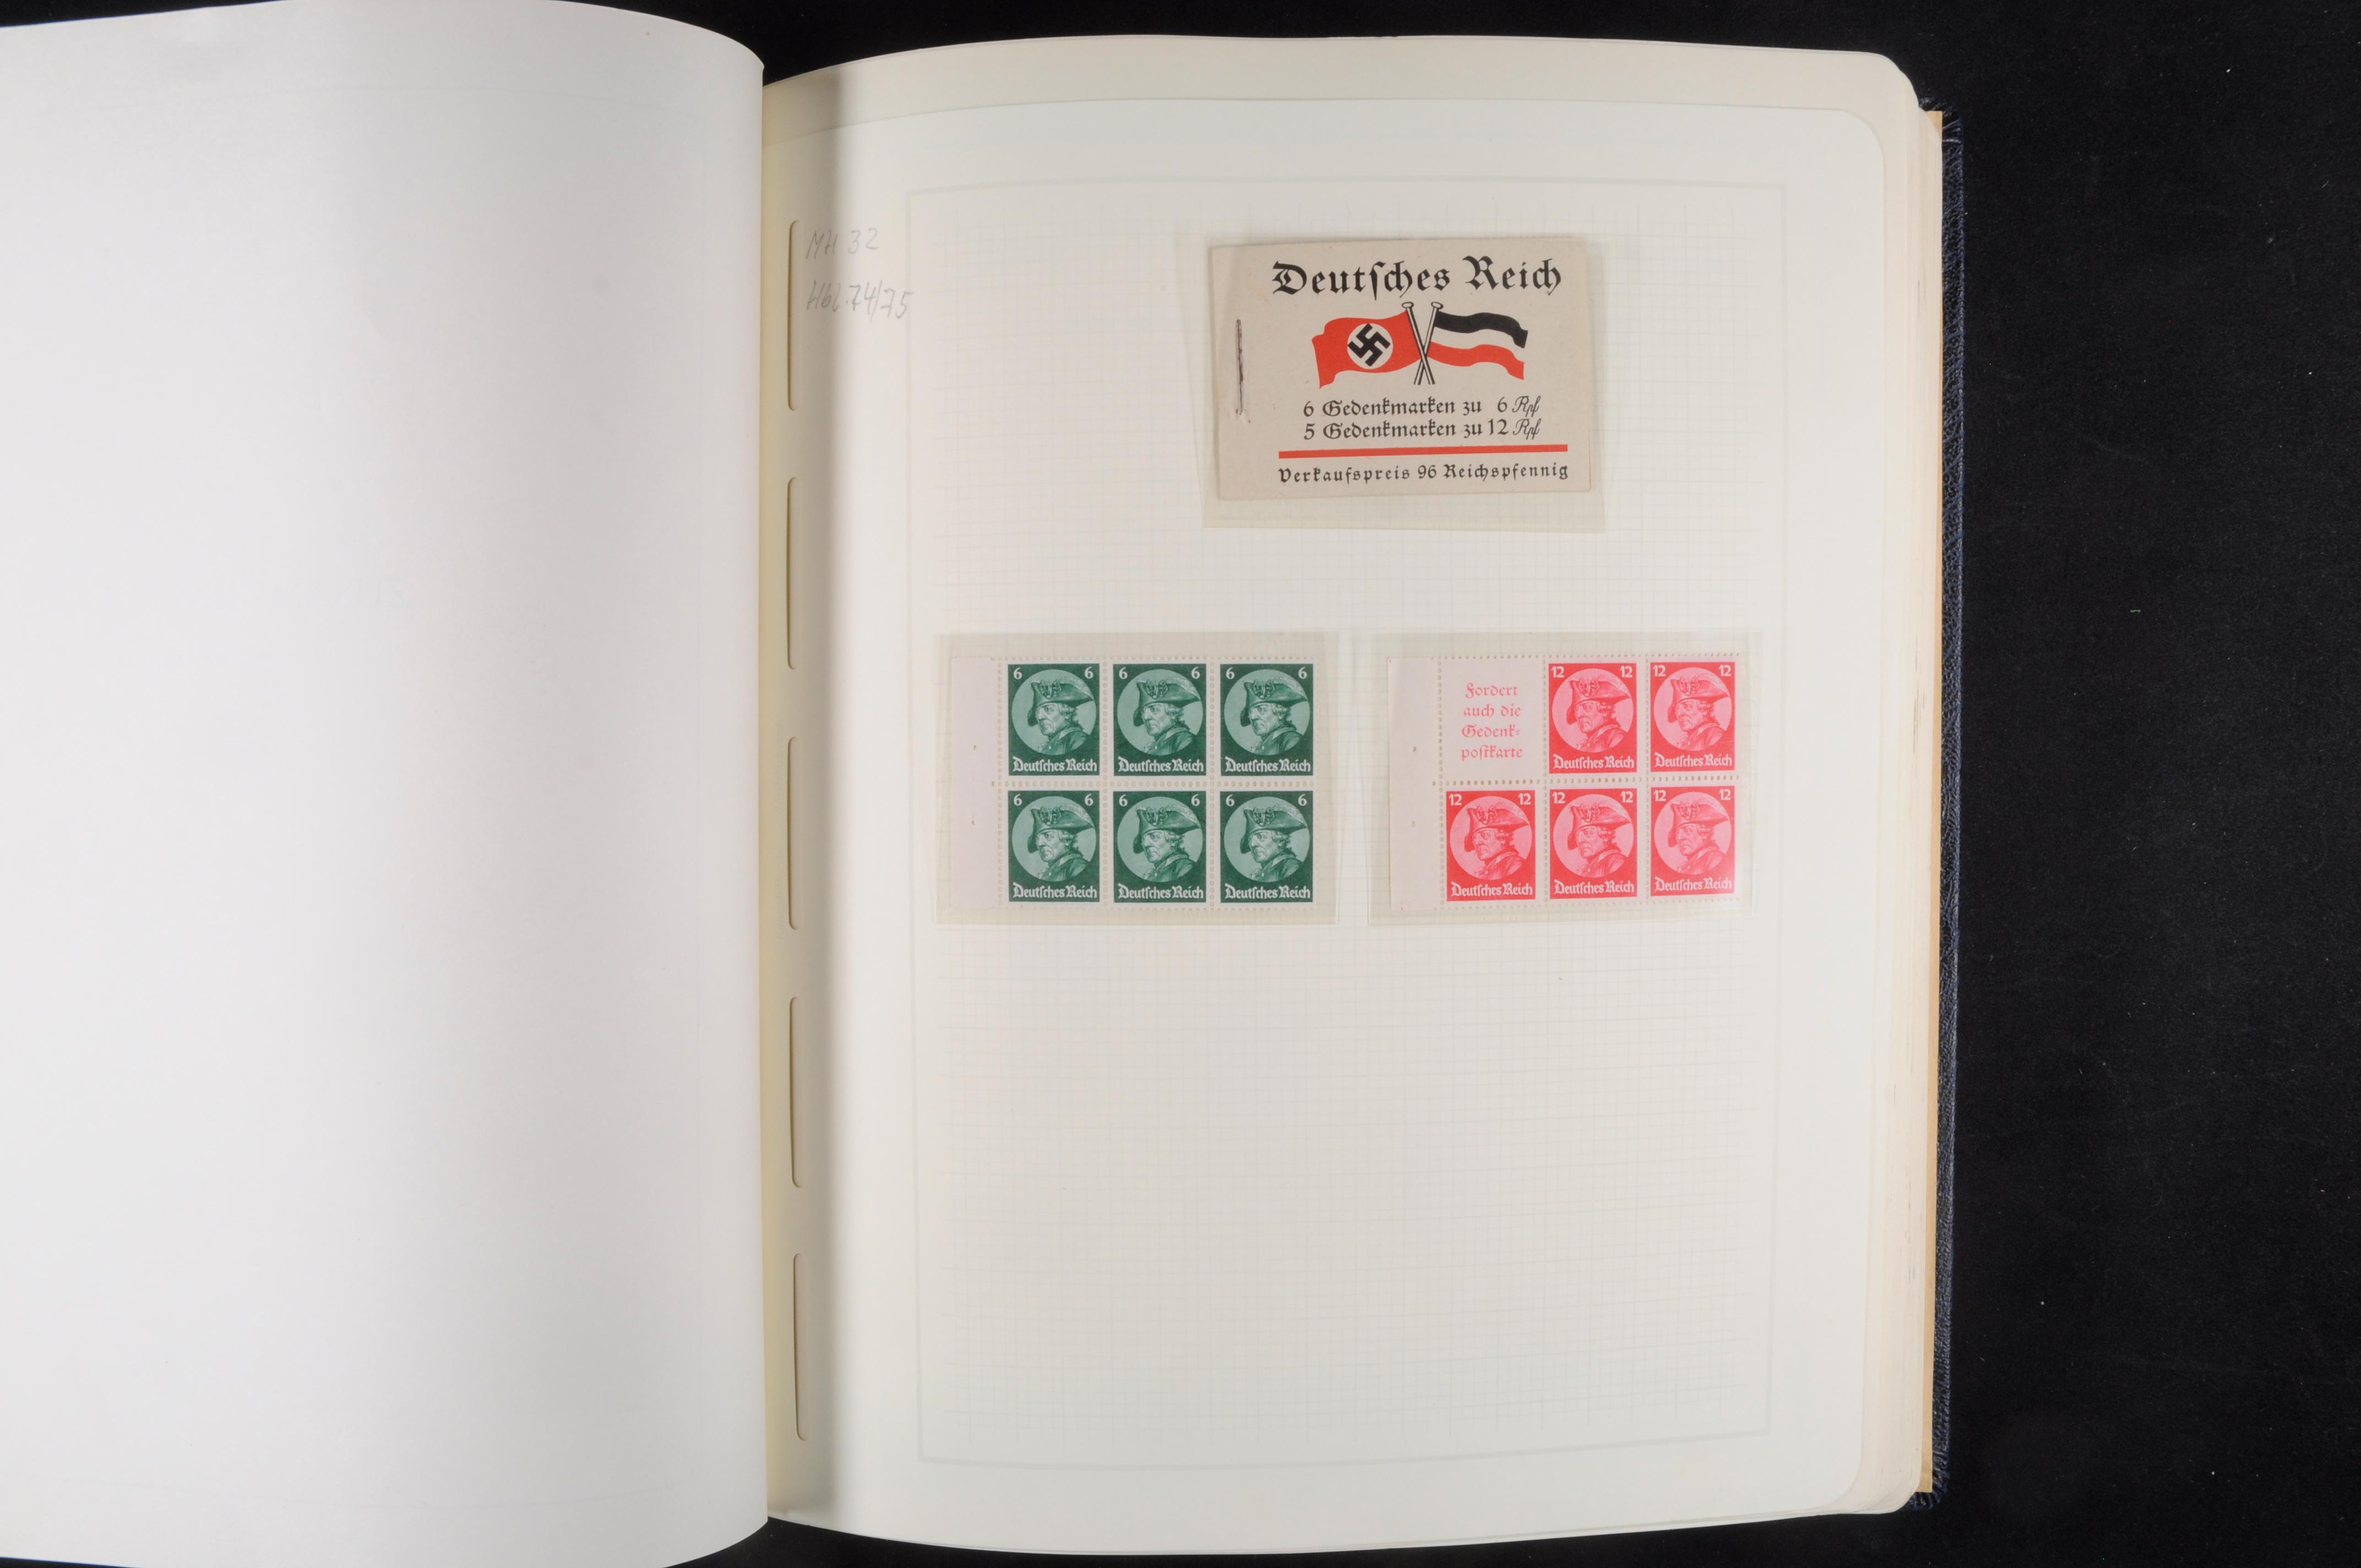 MH 32
Hbl. 74/75
Deutſches Reich
6 Gedenkmarken zu 6 Rpf
5 Gedenkmarken zu 12 Rpf
Verkaufspreis 96 Reichspfennig
6 6 6 6 6 6
Deutſches Reich Deutſches Reich Deutſches Reich
6 6 6 6 6 6
Deutſches Reich Deutſches Reich Deutſches Reich
Fordert
auch die
Gedenk-
poſtkarte
12 12 12 12
Deutſches Reich Deutſches Reich
12 12 12 12 12 12
Deutſches Reich Deutſches Reich Deutſches Reich